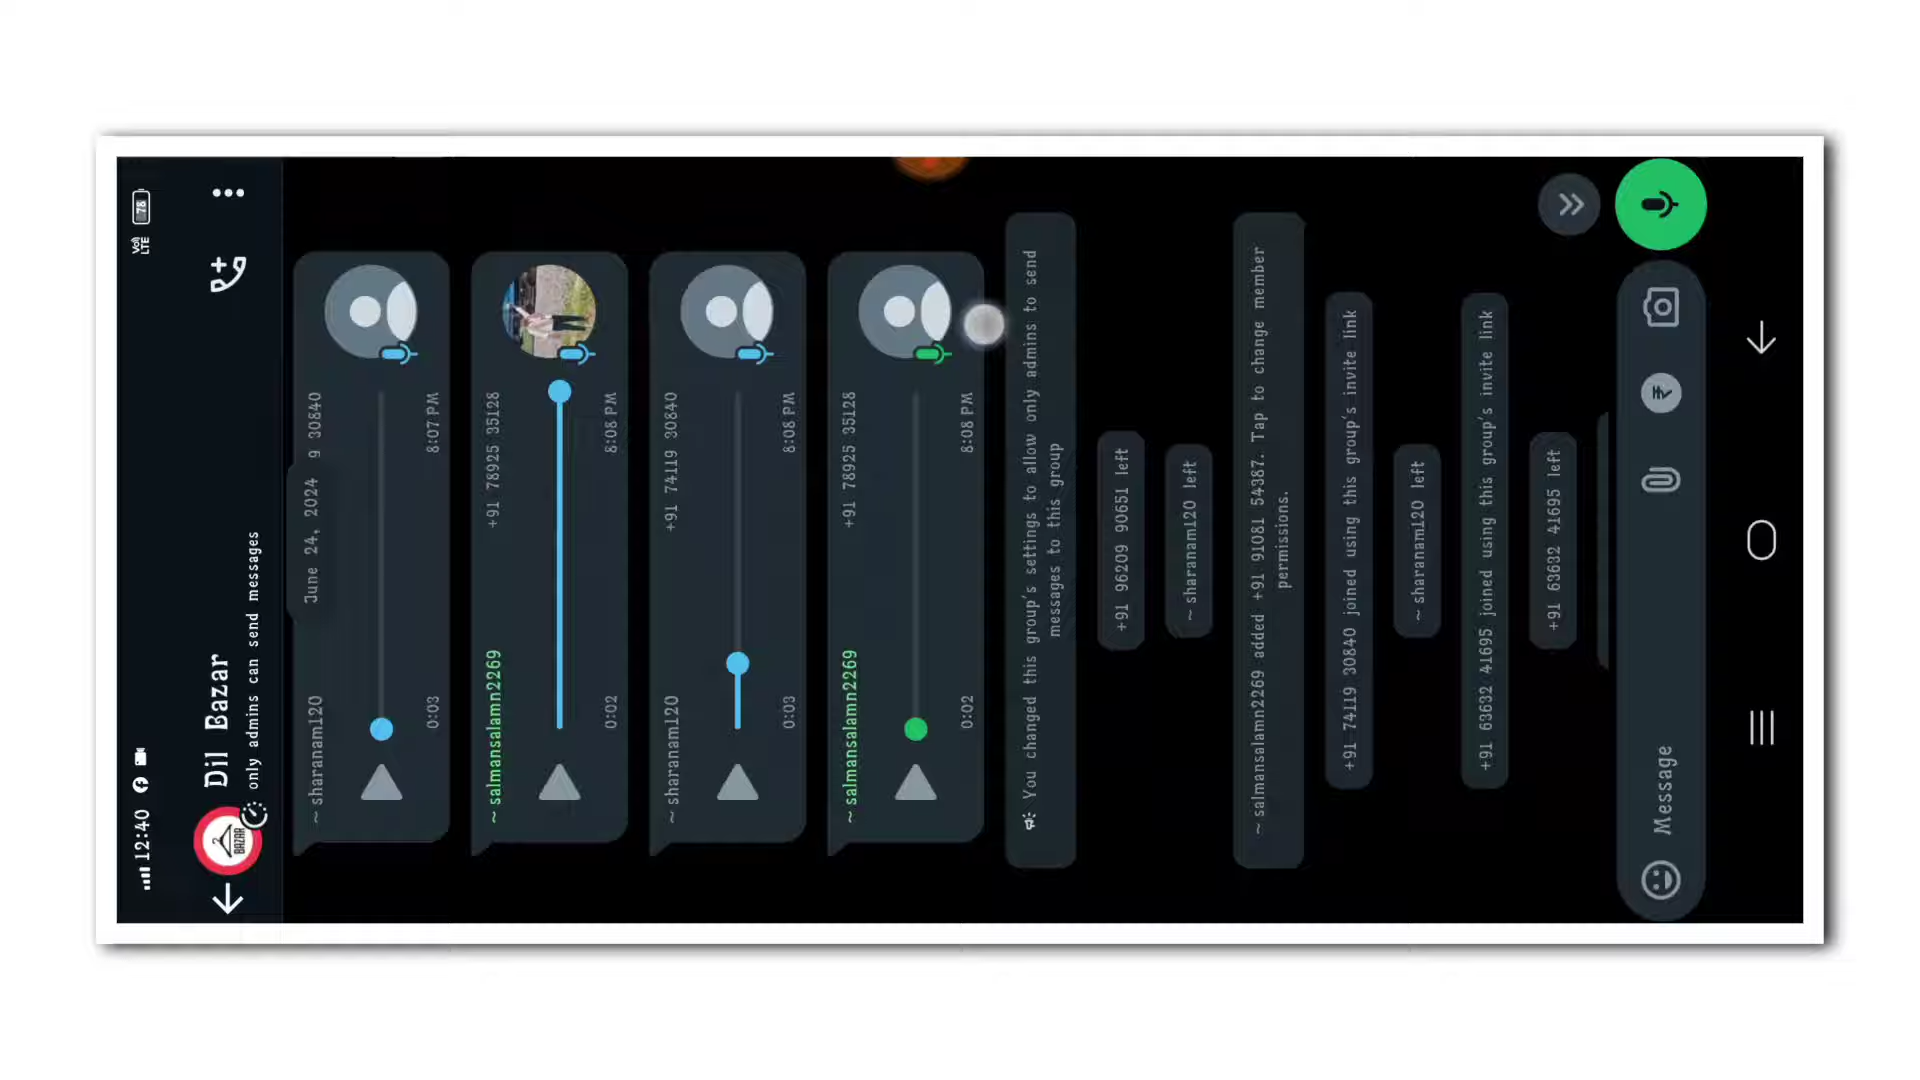 12:40
Vo) LTE
78
Dil Bazar
only admins can send messages
BAZAR
June 24, 2024
~ sharanam120
9 30840
0:03
8:07 PM
~ salmansalamn2269
+91 78925 35128
0:02
8:08 PM
~ sharanam120
+91 74119 30840
0:03
8:08 PM
~ salmansalamn2269
+91 78925 35128
0:02
8:08 PM
You changed this group's settings to allow only admins to send
messages to this group
+91 96209 90651 left
~ sharanam120 left
~ salmansalamn2269 added +91 91081 54387. Tap to change member
permissions.
+91 74119 30840 joined using this group's invite link
~ sharanam120 left
+91 63632 41695 joined using this group's invite link
+91 63632 41695 left
Message
₹